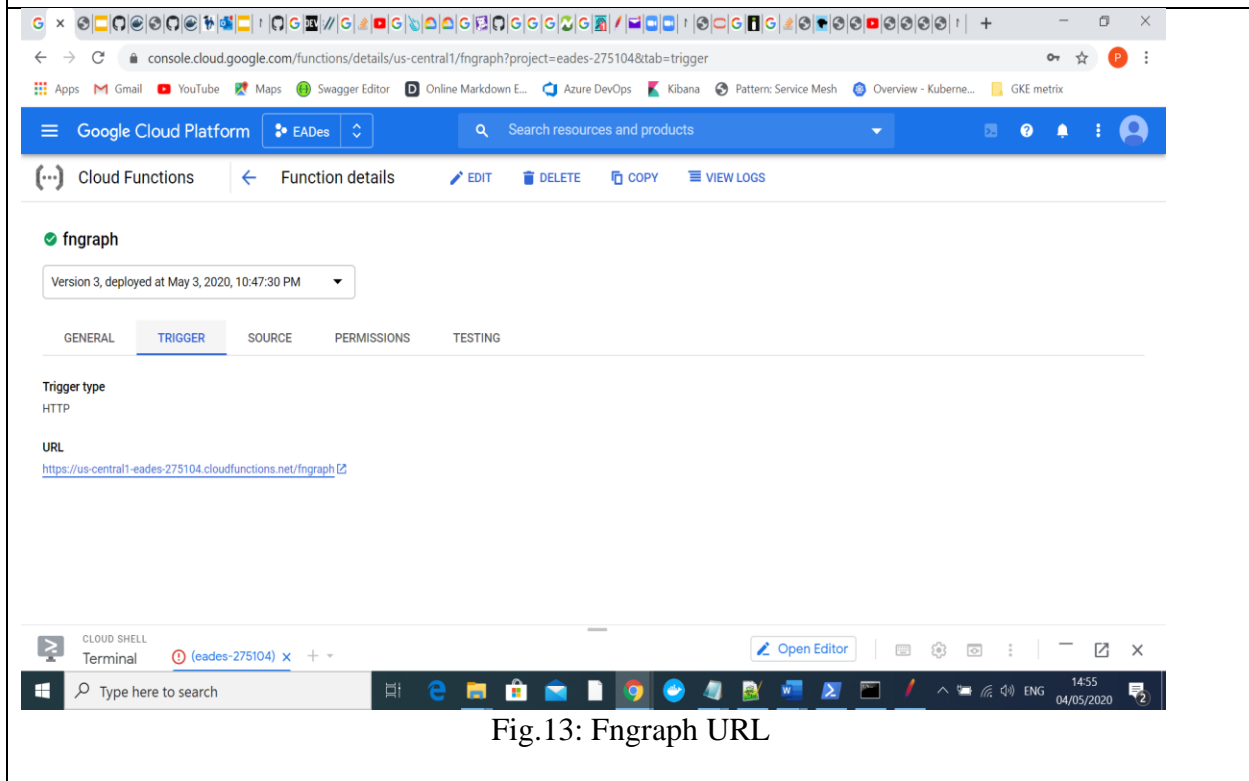 console.cloud.google.com/functions/details/us-central1/fngraph?project=eades-275104&tab=trigger
Apps Gmail YouTube Maps Swagger Editor Online Markdown E... Azure DevOps Kibana Pattern: Service Mesh Overview - Kuberne... GKE metrix
Google Cloud Platform EADes Search resources and products
Cloud Functions Function details EDIT DELETE COPY VIEW LOGS
fngraph
Version 3, deployed at May 3, 2020, 10:47:30 PM
GENERAL TRIGGER SOURCE PERMISSIONS TESTING
Trigger type
HTTP
URL
https://us-central1-eades-275104.cloudfunctions.net/fngraph
CLOUD SHELL
Terminal (eades-275104) Open Editor
Type here to search ENG 14:55
04/05/2020 2
Fig.13: Fngraph URL